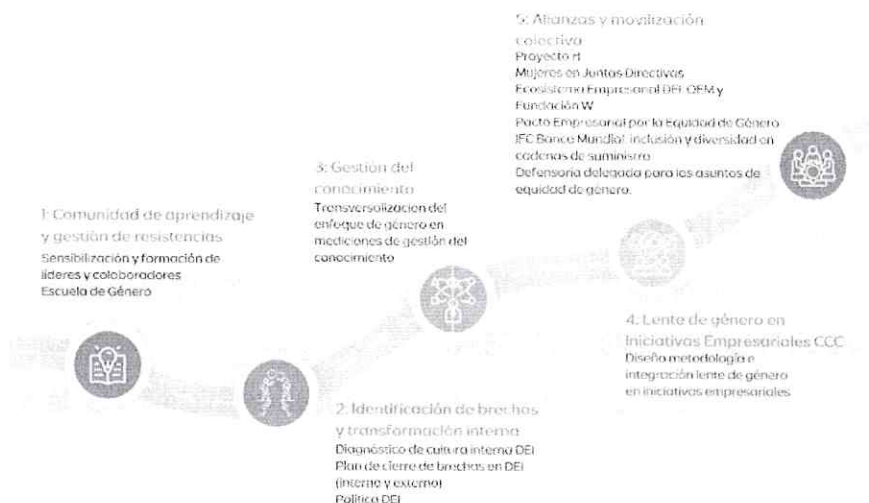 1: Comunidad de aprendizaje
y gestión de resistencias
Sensibilización y formación de
líderes y colaboradores
Escuela de Género
2: Identificación de brechas
y transformación interna
Diagnóstico de cultura interna DEI
Plan de cierre de brechas en DEI
(interno y externo)
Política DEI
3: Gestión del
conocimiento
Transversalización del
enfoque de género en
mediciones de gestión del
conocimiento
4: Lente de género en
Iniciativas Empresariales CCC
Diseño metodología e
integración lente de género
en iniciativas empresariales
5: Alianzas y movilización
colectiva
Proyecto
Mujeres en Juntas Directivas
Ecosistema Empresarial DEI: OEM y
Fundación W
Pacto Empresarial por la Equidad de Género
IFC Banco Mundial: inclusión y diversidad en
cadenas de suministro
Defensoría delegada para los asuntos de
equidad de género.